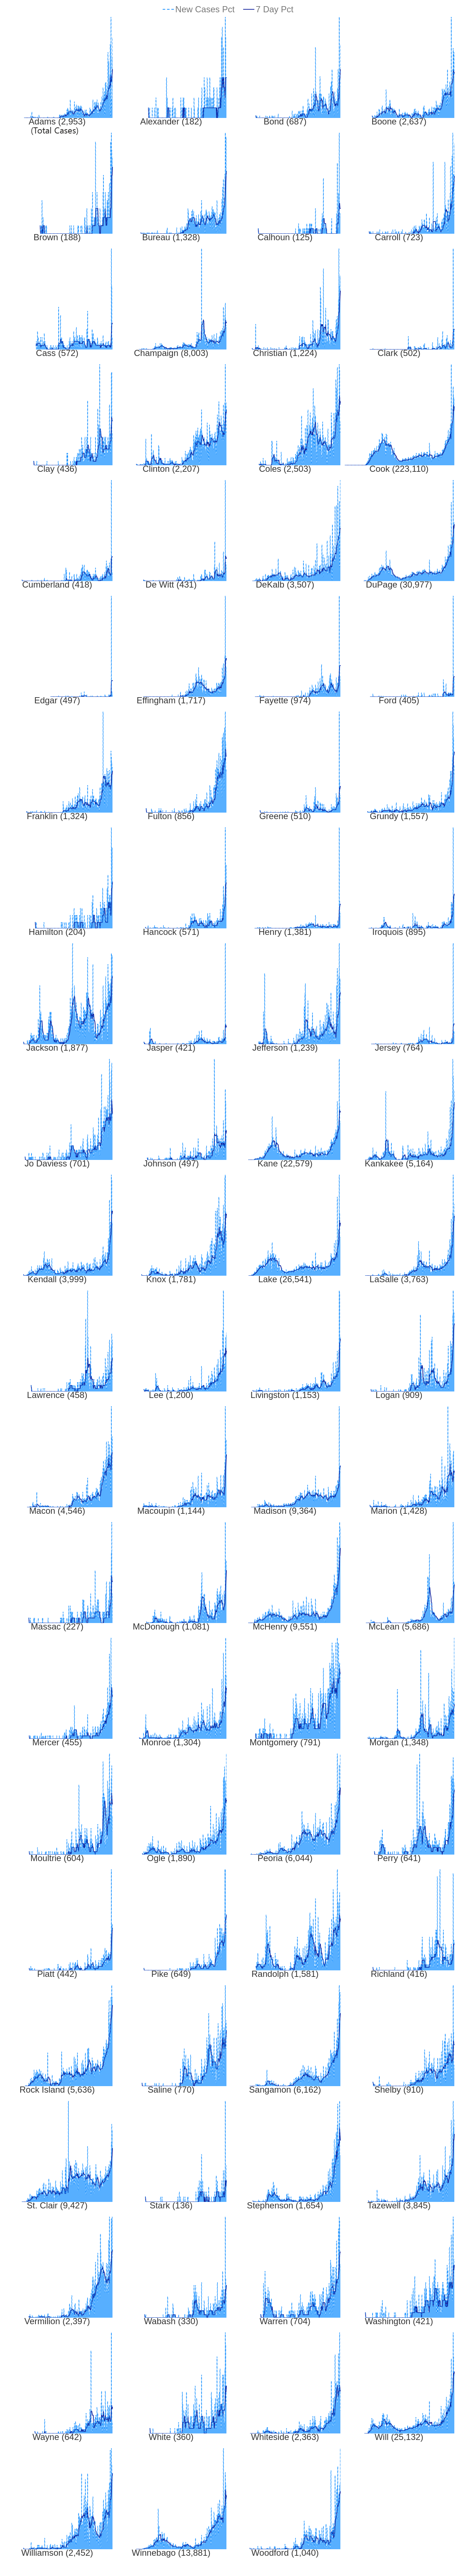 New Cases Pct 7 Day Pct
Adams (2,953) Alexander (182) Bond (687) Boone (2,637)
(Total Cases)
Brown (188) Bureau (1,328) Calhoun (125) Carroll (723)
Cass (572) Champaign (8,003) Christian (1,224) Clark (502)
Clay (436) Clinton (2,207) Coles (2,503) Cook (223,110)
Cumberland (418) De Witt (431) DeKalb (3,507) DuPage (30,977)
Edgar (497) Effingham (1,717) Fayette (974) Ford (405)
Franklin (1,324) Fulton (856) Greene (510) Grundy (1,557)
Hamilton (204) Hancock (571) Henry (1,381) Iroquois (895)
Jackson (1,877) Jasper (421) Jefferson (1,239) Jersey (764)
Jo Daviess (701) Johnson (497) Kane (22,579) Kankakee (5,164)
Kendall (3,999) Knox (1,781) Lake (26,541) LaSalle (3,763)
Lawrence (458) Lee (1,200) Livingston (1,153) Logan (909)
Macon (4,546) Macoupin (1,144) Madison (9,364) Marion (1,428)
Massac (227) McDonough (1,081) McHenry (9,551) McLean (5,686)
Mercer (455) Monroe (1,304) Montgomery (791) Morgan (1,348)
Moultrie (604) Ogle (1,890) Peoria (6,044) Perry (641)
Piatt (442) Pike (649) Randolph (1,581) Richland (416)
Rock Island (5,636) Saline (770) Sangamon (6,162) Shelby (910)
St. Clair (9,427) Stark (136) Stephenson (1,654) Tazewell (3,845)
Vermilion (2,397) Wabash (330) Warren (704) Washington (421)
Wayne (642) White (360) Whiteside (2,363) Will (25,132)
Williamson (2,452) Winnebago (13,881) Woodford (1,040)